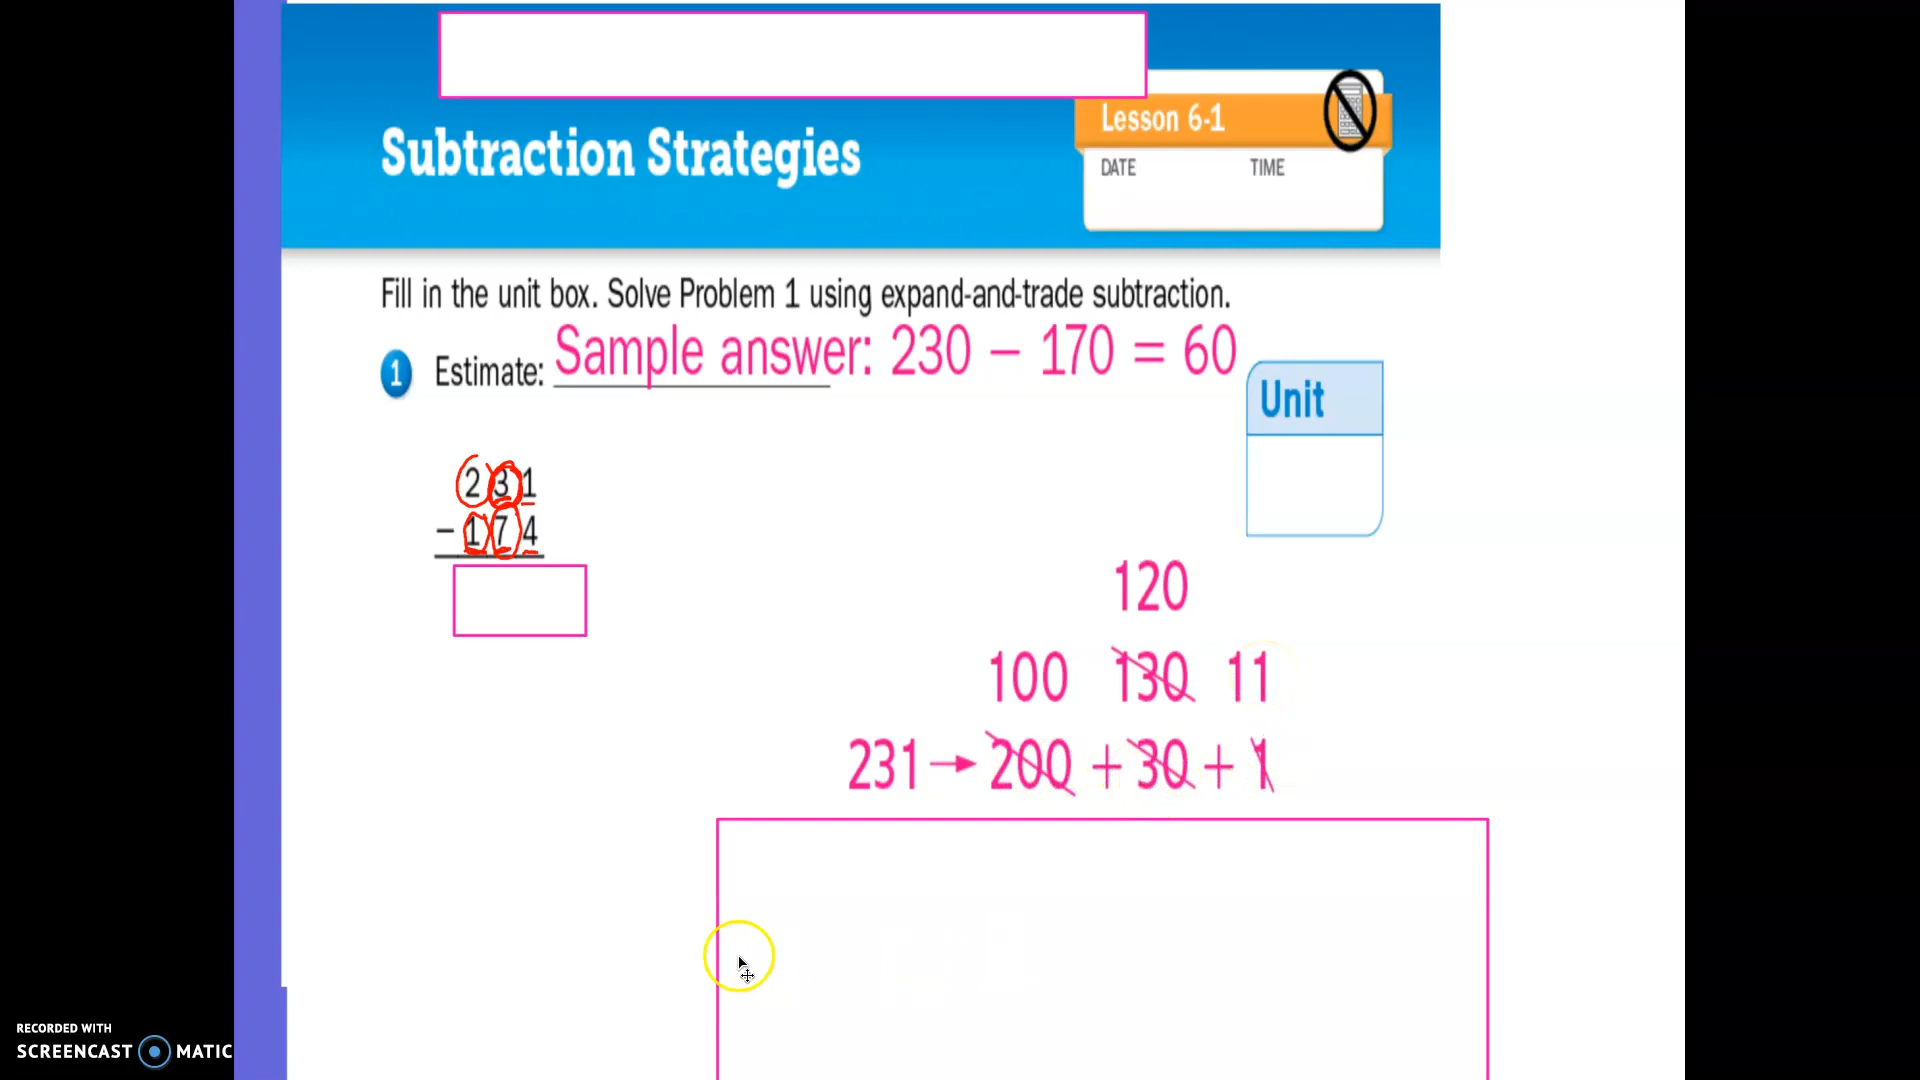 Lesson 6-1
Subtraction Strategies
DATE TIME
Fill in the unit box. Solve Problem 1 using expand-and-trade subtraction.
1 Estimate: Sample answer: 230 − 170 = 60
Unit
231
− 174
120
100 130 11
231 → 200 + 30 + 1
RECORDED WITH
SCREENCAST MATIC